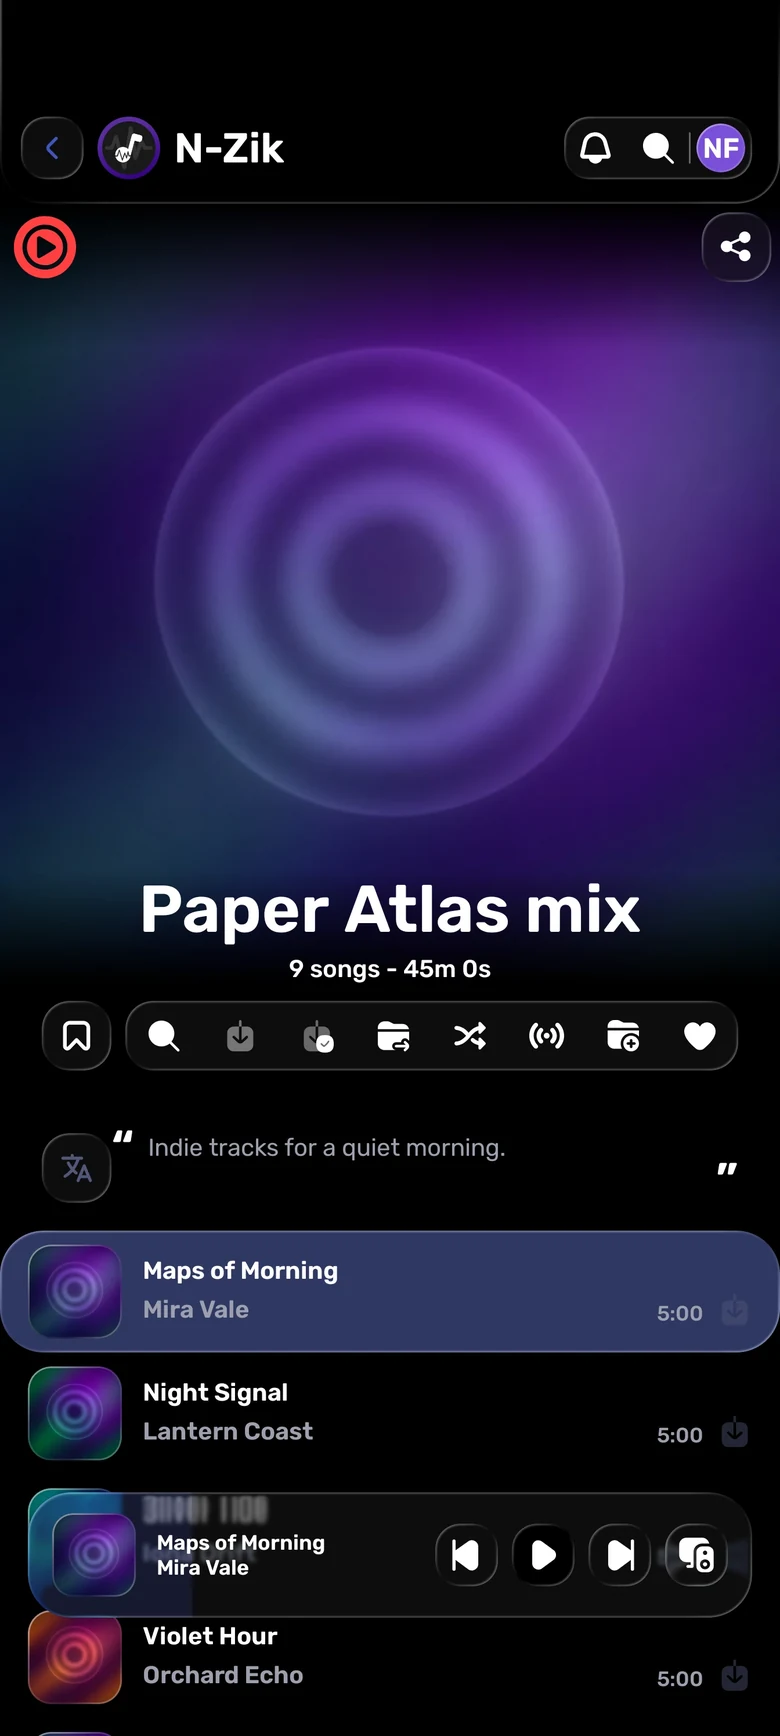 N-Zik
NF
Paper Atlas mix
9 songs - 45m 0s
“ Indie tracks for a quiet morning. ”
Maps of Morning
Mira Vale
5:00
Night Signal
Lantern Coast
5:00
Maps of Morning
Mira Vale
Violet Hour
Orchard Echo
5:00